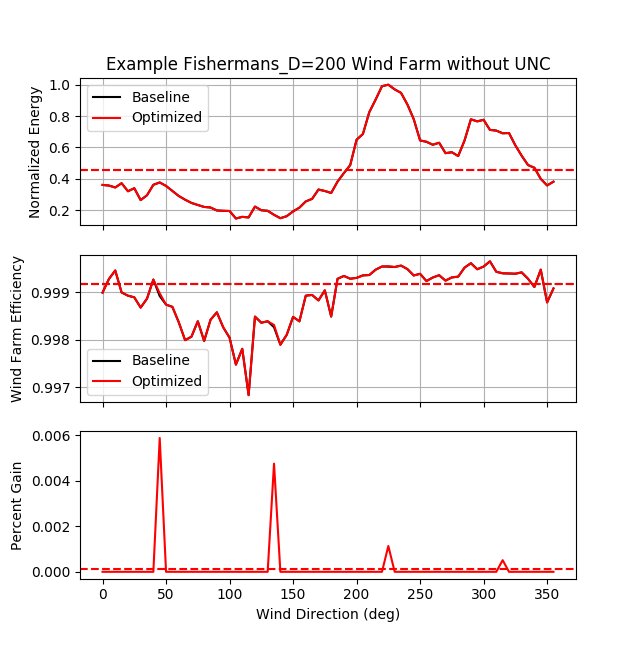 Example Fishermans_D=200 Wind Farm without UNC
Normalized Energy
1.0
0.8
0.6
0.4
0.2
Baseline
Optimized
Wind Farm Efficiency
0.999
0.998
0.997
Baseline
Optimized
Percent Gain
0.006
0.004
0.002
0.000
0 50 100 150 200 250 300 350
Wind Direction (deg)